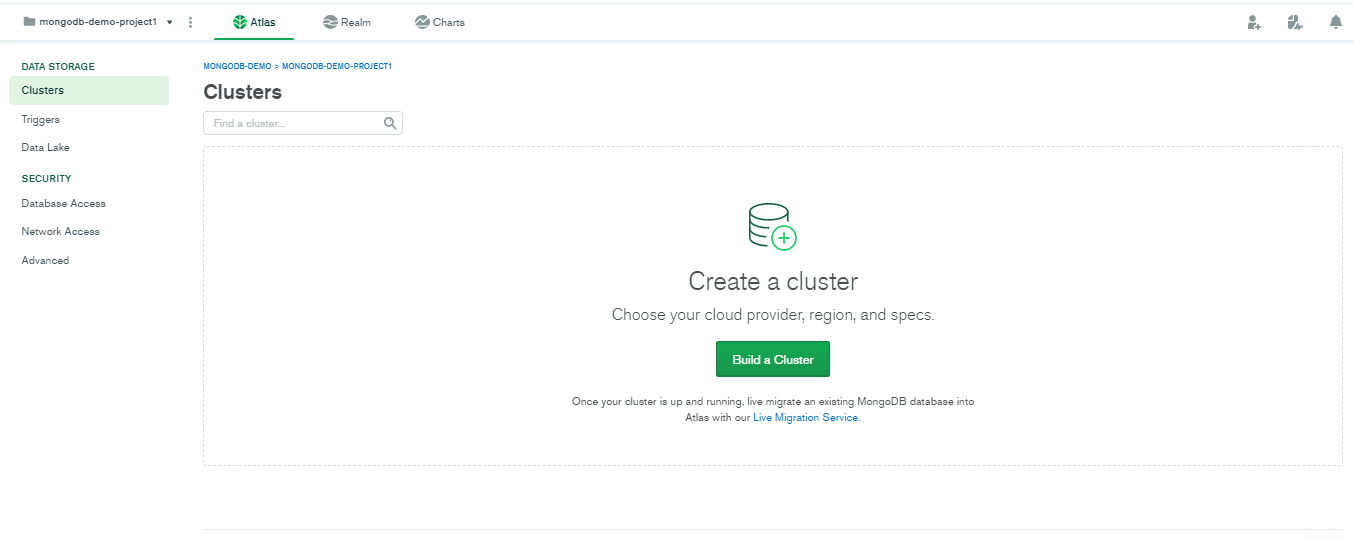 mongodb-demo-project1
Atlas
Realm
Charts
DATA STORAGE
Clusters
Triggers
Data Lake
SECURITY
Database Access
Network Access
Advanced
MONGODB-DEMO > MONGODB-DEMO-PROJECT1
Clusters
Find a cluster...
Create a cluster
Choose your cloud provider, region, and specs.
Build a Cluster
Once your cluster is up and running, live migrate an existing MongoDB database into
Atlas with our Live Migration Service.